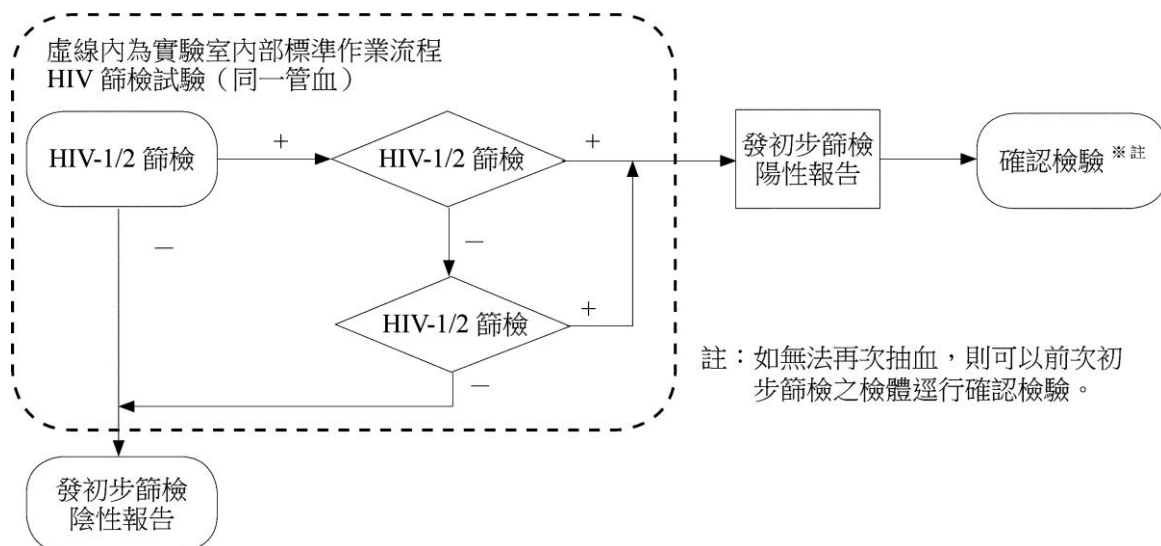 虛線內為實驗室內部標準作業流程
HIV 篩檢試驗（同一管血）
HIV-1/2 篩檢
+
HIV-1/2 篩檢
+
發初步篩檢
陽性報告
確認檢驗 ※註
－
－
HIV-1/2 篩檢
+
－
註：如無法再次抽血，則可以前次初
步篩檢之檢體逕行確認檢驗。
發初步篩檢
陰性報告